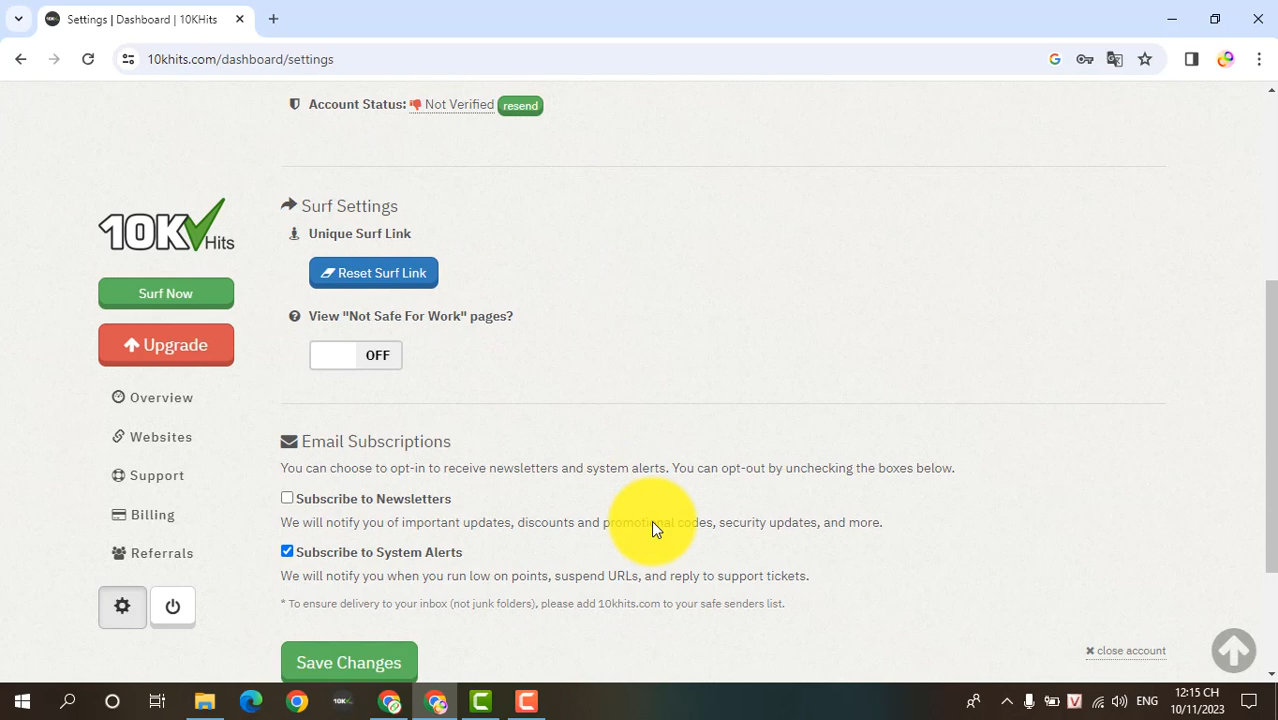 Settings | Dashboard | 10KHits
10khits.com/dashboard/settings
Account Status: Not Verified resend
10K Hits
Surf Now
Upgrade
Overview
Websites
Support
Billing
Referrals
Surf Settings
Unique Surf Link
Reset Surf Link
View "Not Safe For Work" pages?
OFF
Email Subscriptions
You can choose to opt-in to receive newsletters and system alerts. You can opt-out by unchecking the boxes below.
Subscribe to Newsletters
We will notify you of important updates, discounts and promotional codes, security updates, and more.
Subscribe to System Alerts
We will notify you when you run low on points, suspend URLs, and reply to support tickets.
* To ensure delivery to your inbox (not junk folders), please add 10khits.com to your safe senders list.
Save Changes
close account
V ENG
12:15 CH
10/11/2023